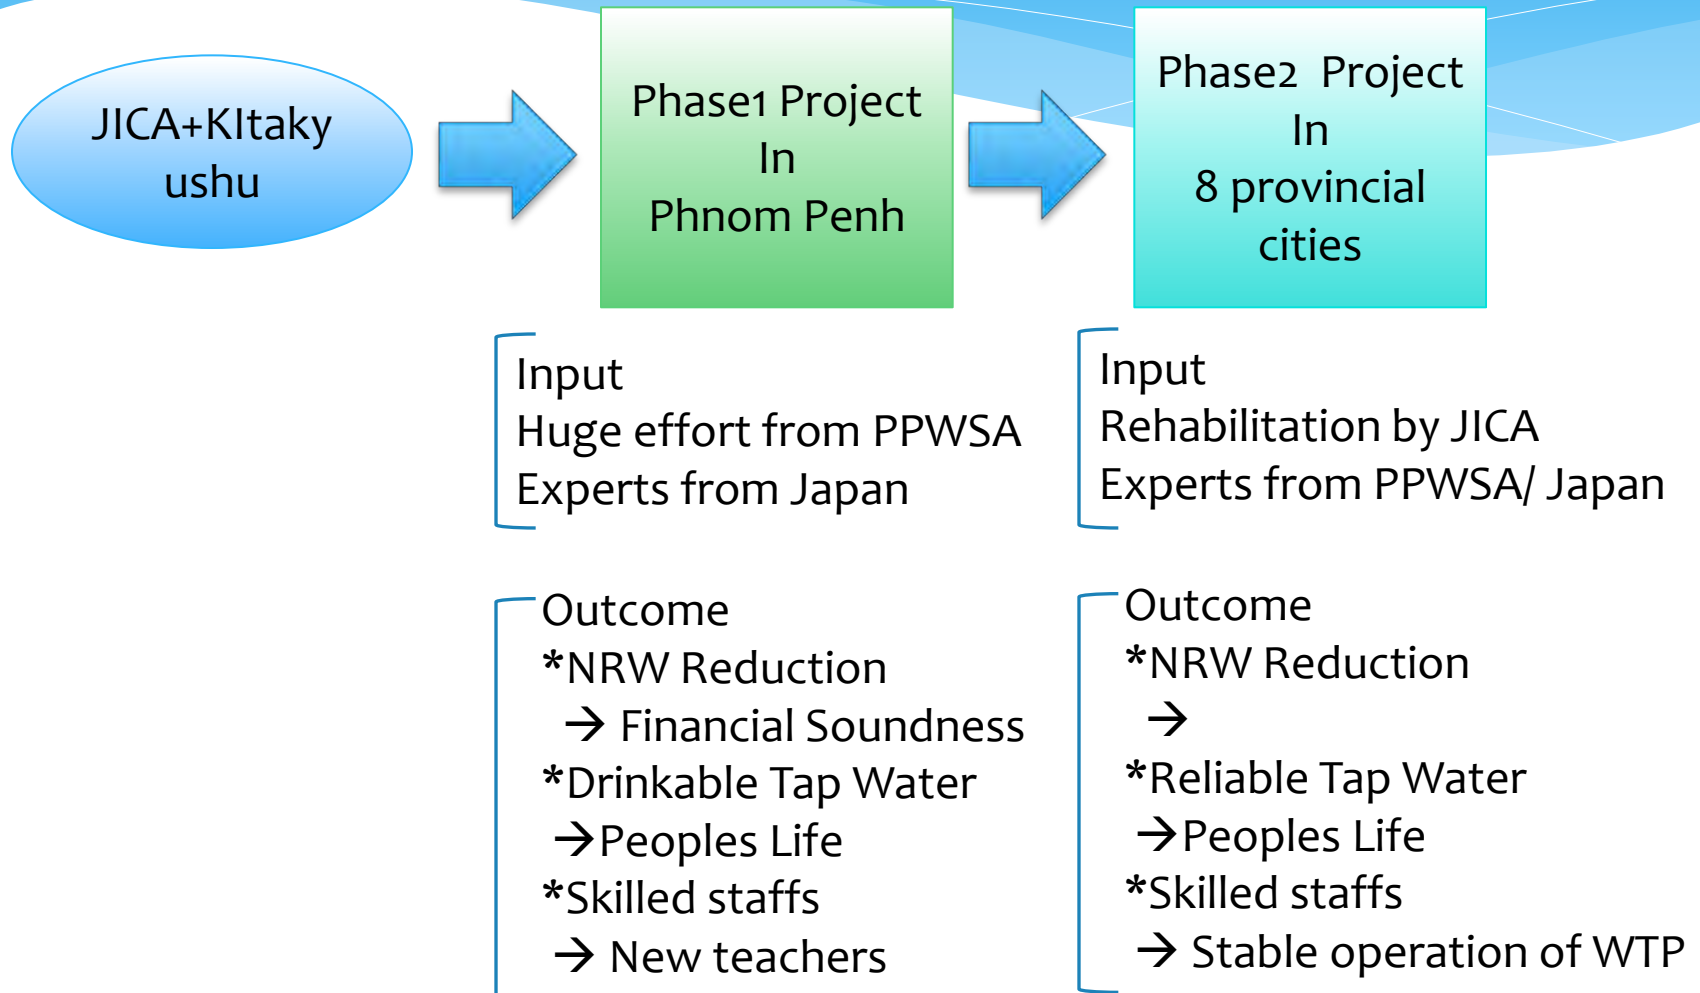 JICA+KItaky
ushu
Phase1 Project
In
Phnom Penh
Phase2 Project
In
8 provincial
cities
Input
Huge effort from PPWSA
Experts from Japan
Input
Rehabilitation by JICA
Experts from PPWSA/ Japan
Outcome
*NRW Reduction
→ Financial Soundness
*Drinkable Tap Water
→Peoples Life
*Skilled staffs
→ New teachers
Outcome
*NRW Reduction
→
*Reliable Tap Water
→Peoples Life
*Skilled staffs
→ Stable operation of WTP